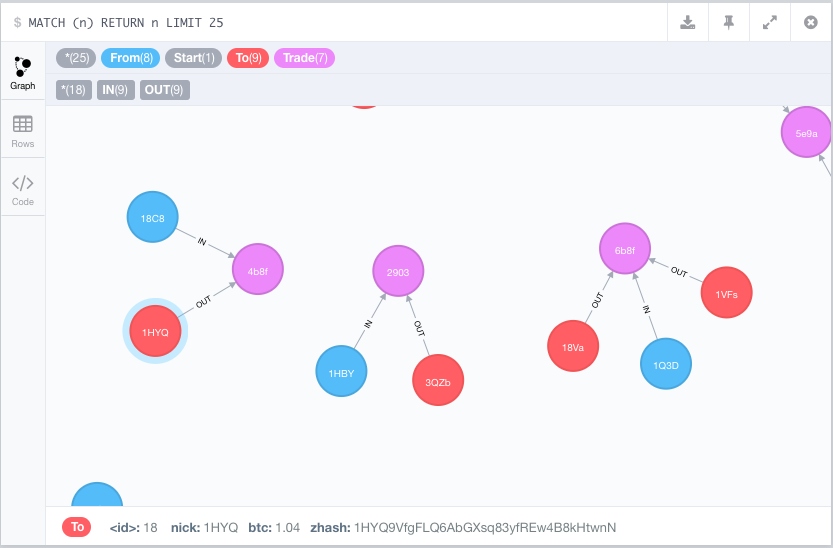 $ MATCH (n) RETURN n LIMIT 25
*(25) From(8) Start(1) To(9) Trade(7)
*(18) IN(9) OUT(9)
Graph
Rows
Code
5e9a
18C8
IN
4b8f
OUT
1HYQ
2903
IN
OUT
1HBY
3QZb
6b8f
OUT
1VFs
OUT
IN
18Va
1Q3D
To <id>: 18 nick: 1HYQ btc: 1.04 zhash: 1HYQ9VfgFLQ6AbGXsq83yfREw4B8kHtwnN